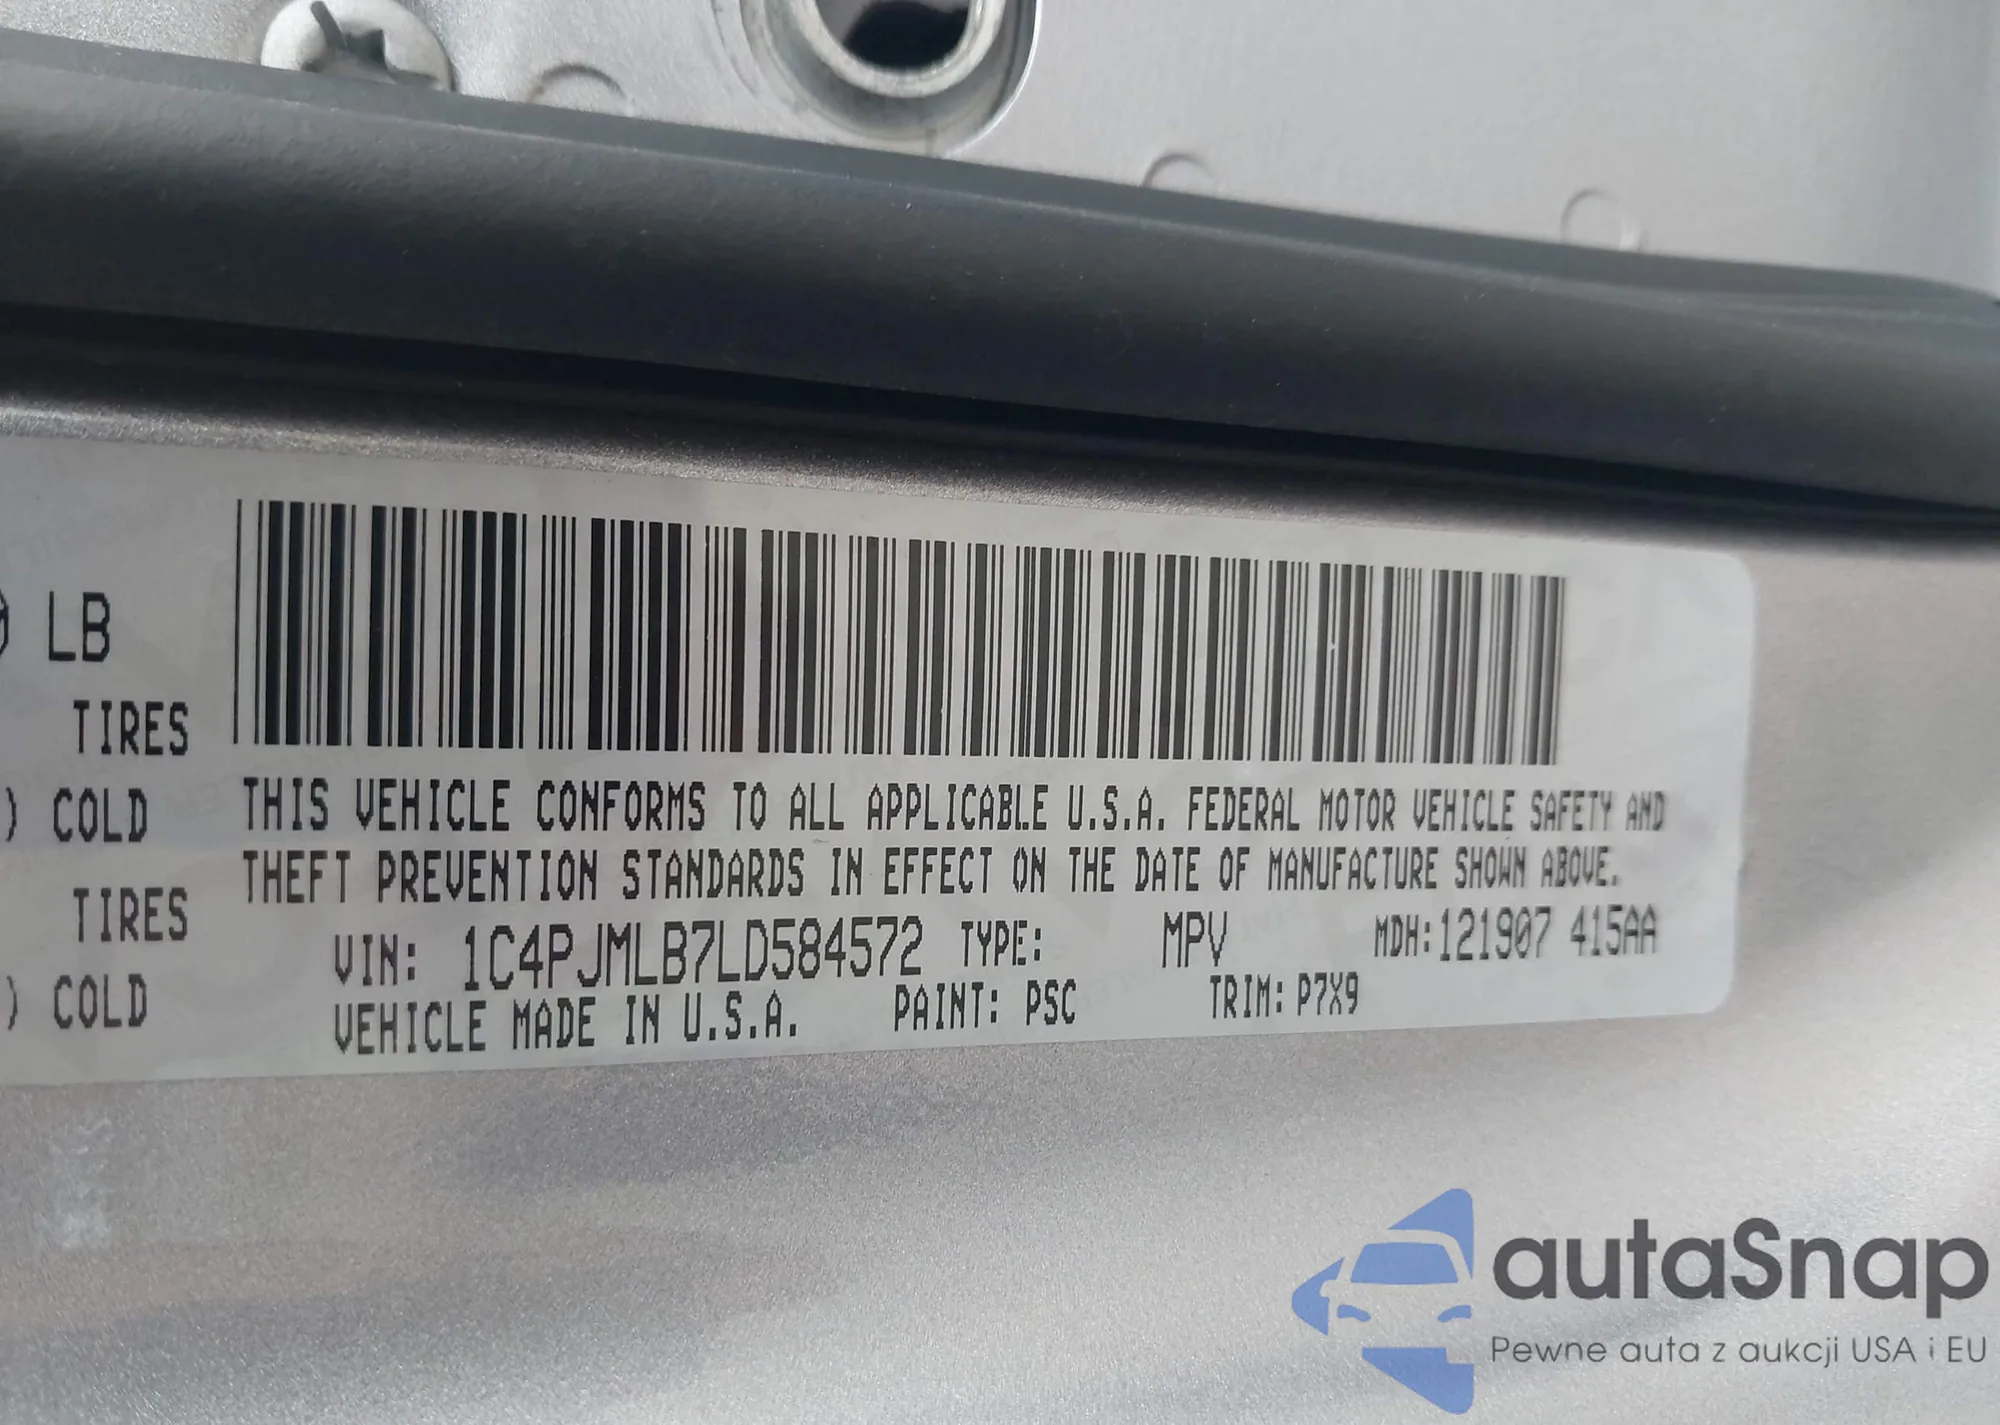 LB
TIRES
) COLD
TIRES
) COLD
THIS VEHICLE CONFORMS TO ALL APPLICABLE U.S.A. FEDERAL MOTOR VEHICLE SAFETY AND
THEFT PREVENTION STANDARDS IN EFFECT ON THE DATE OF MANUFACTURE SHOWN ABOVE.
VIN: 1C4PJMLB7LD584572 TYPE: MPV MDH:121907 415AA
VEHICLE MADE IN U.S.A. PAINT: PSC TRIM: P7X9
autaSnap
Pewne auta z aukcji USA i EU